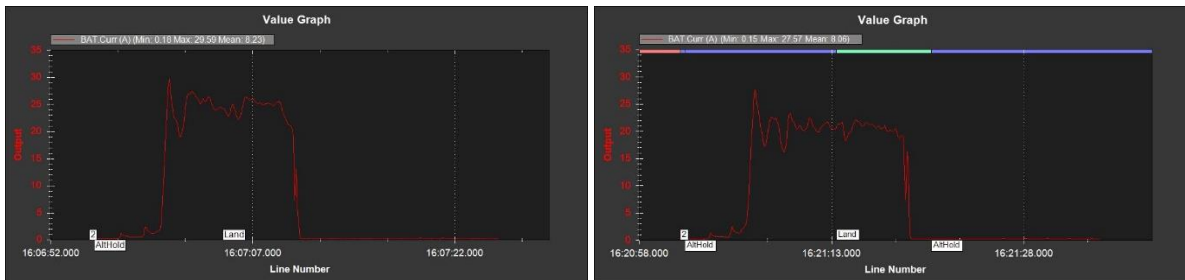 Value Graph
BAT Curr (A) (Min: 0.18 Max: 29.59 Mean: 8.23)
35
30
25
20
15
10
5
0
Output
2
AltHold
Land
16:06:52.000
16:07:07.000
16:07:22.000
Line Number
Value Graph
BAT Curr (A) (Min: 0.15 Max: 27.57 Mean: 8.06)
35
30
25
20
15
10
5
0
Output
2
AltHold
Land
AltHold
16:20:58.000
16:21:13.000
16:21:28.000
Line Number